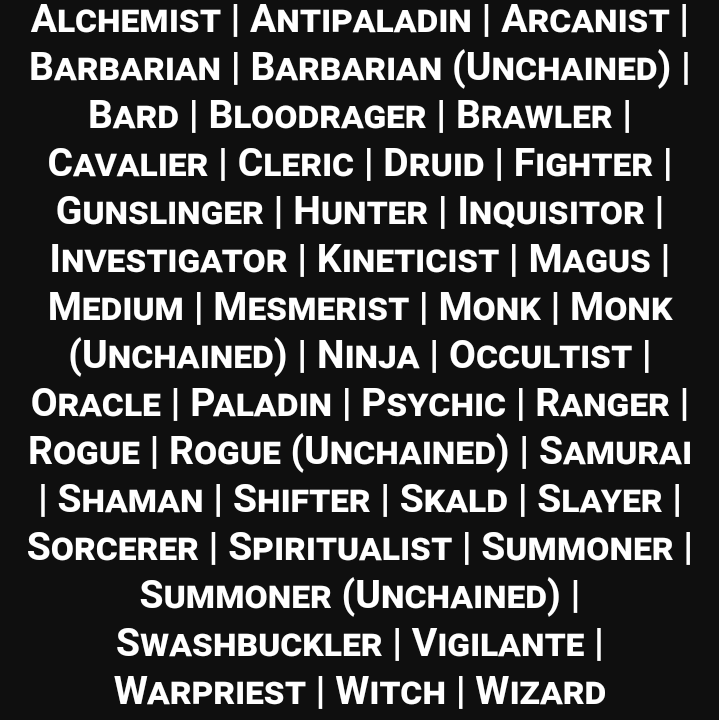 Alchemist | Antipaladin | Arcanist |
Barbarian | Barbarian (Unchained) |
Bard | Bloodrager | Brawler |
Cavalier | Cleric | Druid | Fighter |
Gunslinger | Hunter | Inquisitor |
Investigator | Kineticist | Magus |
Medium | Mesmerist | Monk | Monk
(Unchained) | Ninja | Occultist |
Oracle | Paladin | Psychic | Ranger |
Rogue | Rogue (Unchained) | Samurai
| Shaman | Shifter | Skald | Slayer |
Sorcerer | Spiritualist | Summoner |
Summoner (Unchained) |
Swashbuckler | Vigilante |
Warpriest | Witch | Wizard